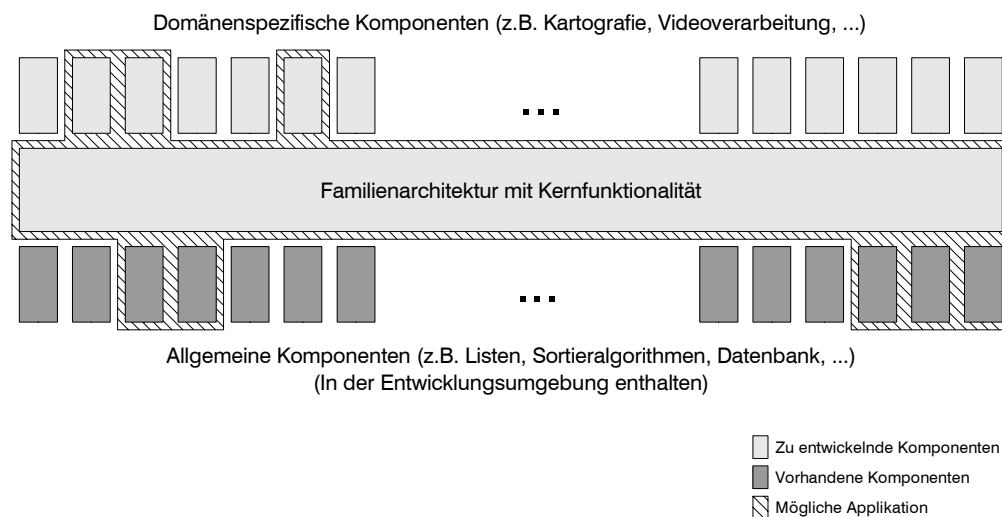 Domänenspezifische Komponenten (z.B. Kartografie, Videoverarbeitung, ...)
...
Familienarchitektur mit Kernfunktionalität
...
Allgemeine Komponenten (z.B. Listen, Sortieralgorithmen, Datenbank, ...)
(In der Entwicklungsumgebung enthalten)
Zu entwickelnde Komponenten
Vorhandene Komponenten
Mögliche Applikation